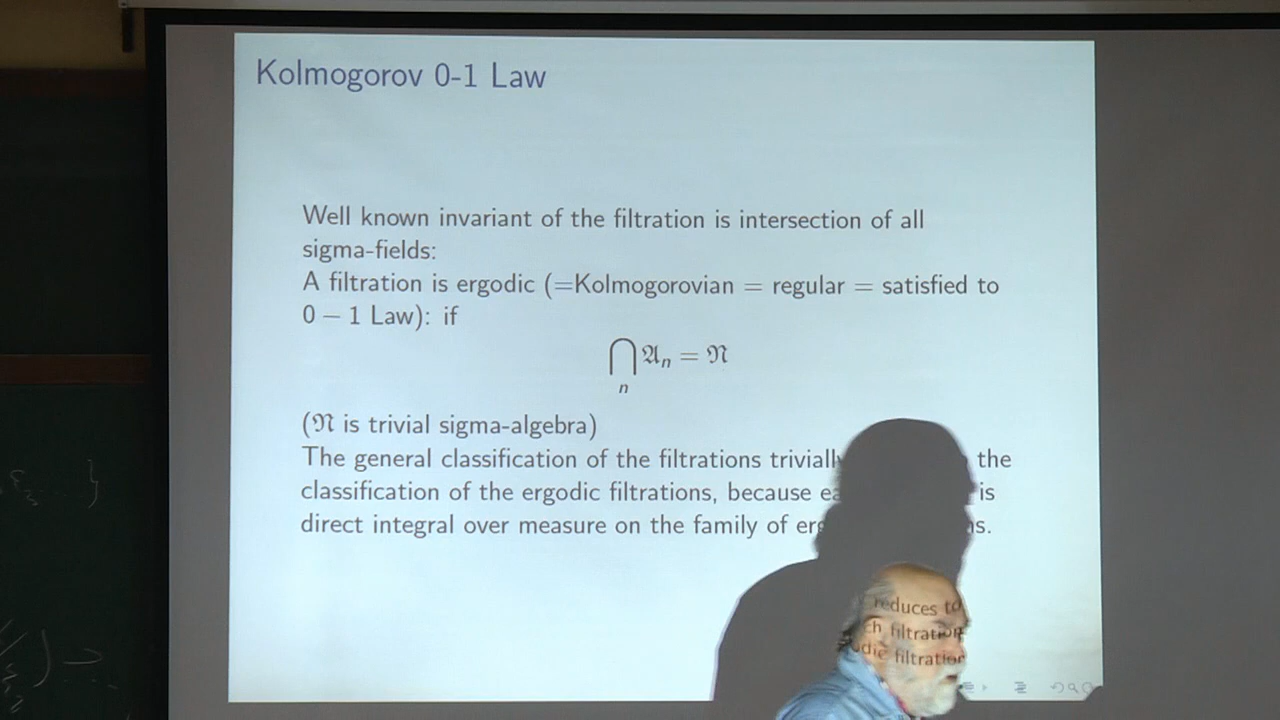 Kolmogorov 0-1 Law
Well known invariant of the filtration is intersection of all
sigma-fields:
A filtration is ergodic (=Kolmogorovian = regular = satisfied to
0 − 1 Law): if
⋂ 𝔄ₙ = 𝔑
n
(𝔑 is trivial sigma-algebra)
The general classification of the filtrations trivially the
classification of the ergodic filtrations, because is
direct integral over measure on the family of
reduces to
filtration
filtration